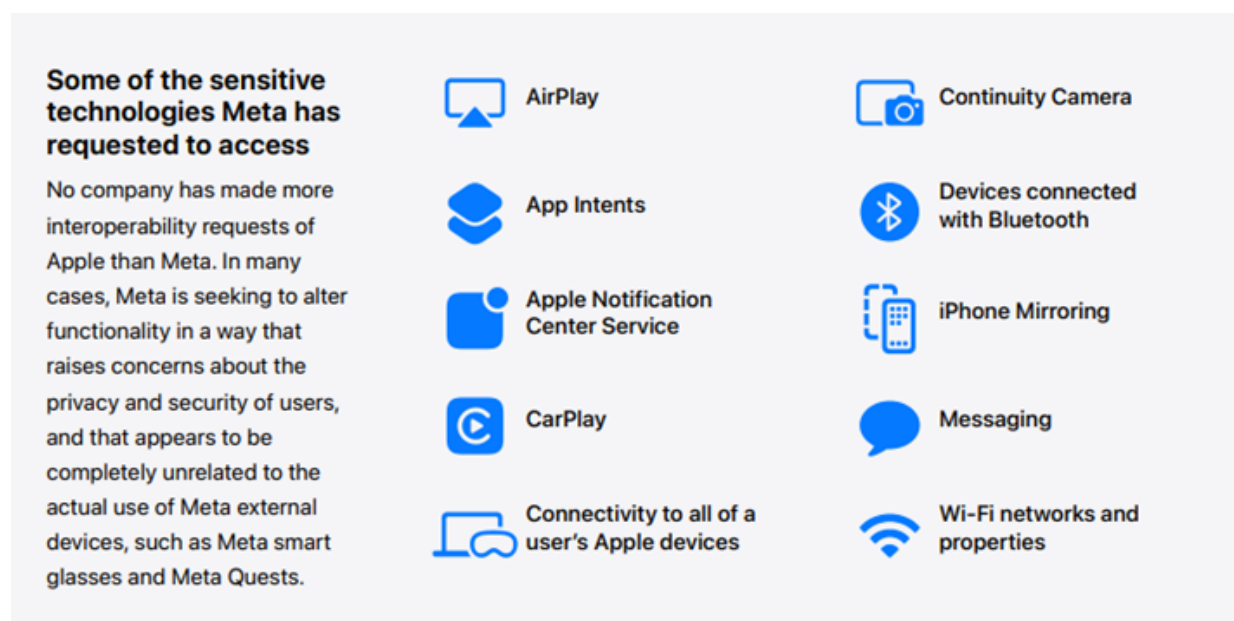 Some of the sensitive
technologies Meta has
requested to access
No company has made more
interoperability requests of
Apple than Meta. In many
cases, Meta is seeking to alter
functionality in a way that
raises concerns about the
privacy and security of users,
and that appears to be
completely unrelated to the
actual use of Meta external
devices, such as Meta smart
glasses and Meta Quests.
AirPlay
App Intents
Apple Notification
Center Service
CarPlay
Connectivity to all of a
user’s Apple devices
Continuity Camera
Devices connected
with Bluetooth
iPhone Mirroring
Messaging
Wi-Fi networks and
properties